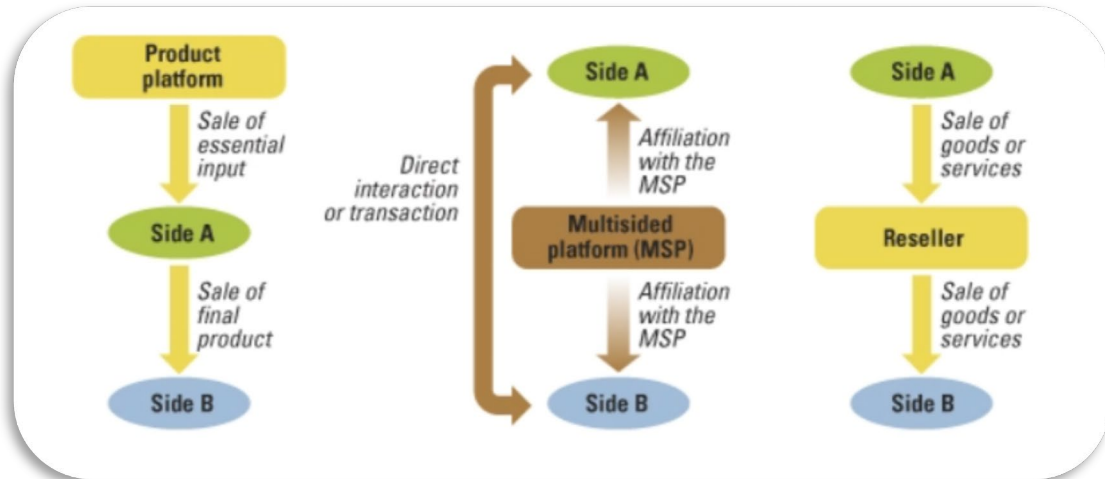 Product
platform
Sale of
essential
input
Side A
Sale of
final
product
Side B
Direct
interaction
or transaction
Side A
Affiliation
with the
MSP
Multisided
platform (MSP)
Affiliation
with the
MSP
Side B
Side A
Sale of
goods or
services
Reseller
Sale of
goods or
services
Side B